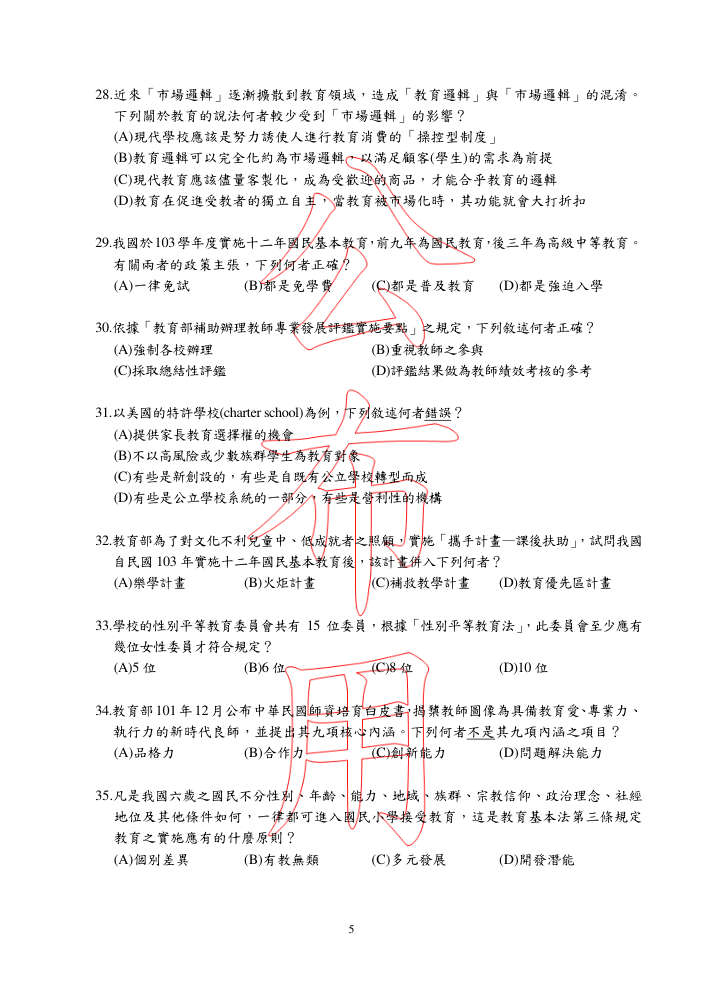 28.近來「市場邏輯」逐漸擴散到教育領域，造成「教育邏輯」與「市場邏輯」的混淆。
下列關於教育的說法何者較少受到「市場邏輯」的影響？
(A)現代學校應該是努力誘使人進行教育消費的「操控型制度」
(B)教育邏輯可以完全化約為市場邏輯，以滿足顧客(學生)的需求為前提
(C)現代教育應該儘量客製化，成為受歡迎的商品，才能合乎教育的邏輯
(D)教育在促進受教者的獨立自主，當教育被市場化時，其功能就會大打折扣
29.我國於103學年度實施十二年國民基本教育，前九年為國民教育，後三年為高級中等教育。
有關兩者的政策主張，下列何者正確？
(A)一律免試 (B)都是免學費 (C)都是普及教育 (D)都是強迫入學
30.依據「教育部補助辦理教師專業發展評鑑實施要點」之規定，下列敘述何者正確？
(A)強制各校辦理 (B)重視教師之參與
(C)採取總結性評鑑 (D)評鑑結果做為教師績效考核的參考
31.以美國的特許學校(charter school)為例，下列敘述何者錯誤？
(A)提供家長教育選擇權的機會
(B)不以高風險或少數族群學生為教育對象
(C)有些是新創設的，有些是自既有公立學校轉型而成
(D)有些是公立學校系統的一部分，有些是營利性的機構
32.教育部為了對文化不利兒童中、低成就者之照顧，實施「攜手計畫—課後扶助」，試問我國
自民國 103 年實施十二年國民基本教育後，該計畫併入下列何者？
(A)樂學計畫 (B)火炬計畫 (C)補救教學計畫 (D)教育優先區計畫
33.學校的性別平等教育委員會共有 15 位委員，根據「性別平等教育法」，此委員會至少應有
幾位女性委員才符合規定？
(A)5 位 (B)6 位 (C)8 位 (D)10 位
34.教育部 101 年 12 月公布中華民國師資培育白皮書，揭櫫教師圖像為具備教育愛、專業力、
執行力的新時代良師，並提出其九項核心內涵。下列何者不是其九項內涵之項目？
(A)品格力 (B)合作力 (C)創新能力 (D)問題解決能力
35.凡是我國六歲之國民不分性別、年齡、能力、地域、族群、宗教信仰、政治理念、社經
地位及其他條件如何，一律都可進入國民小學接受教育，這是教育基本法第三條規定
教育之實施應有的什麼原則？
(A)個別差異 (B)有教無類 (C)多元發展 (D)開發潛能
公布用
5